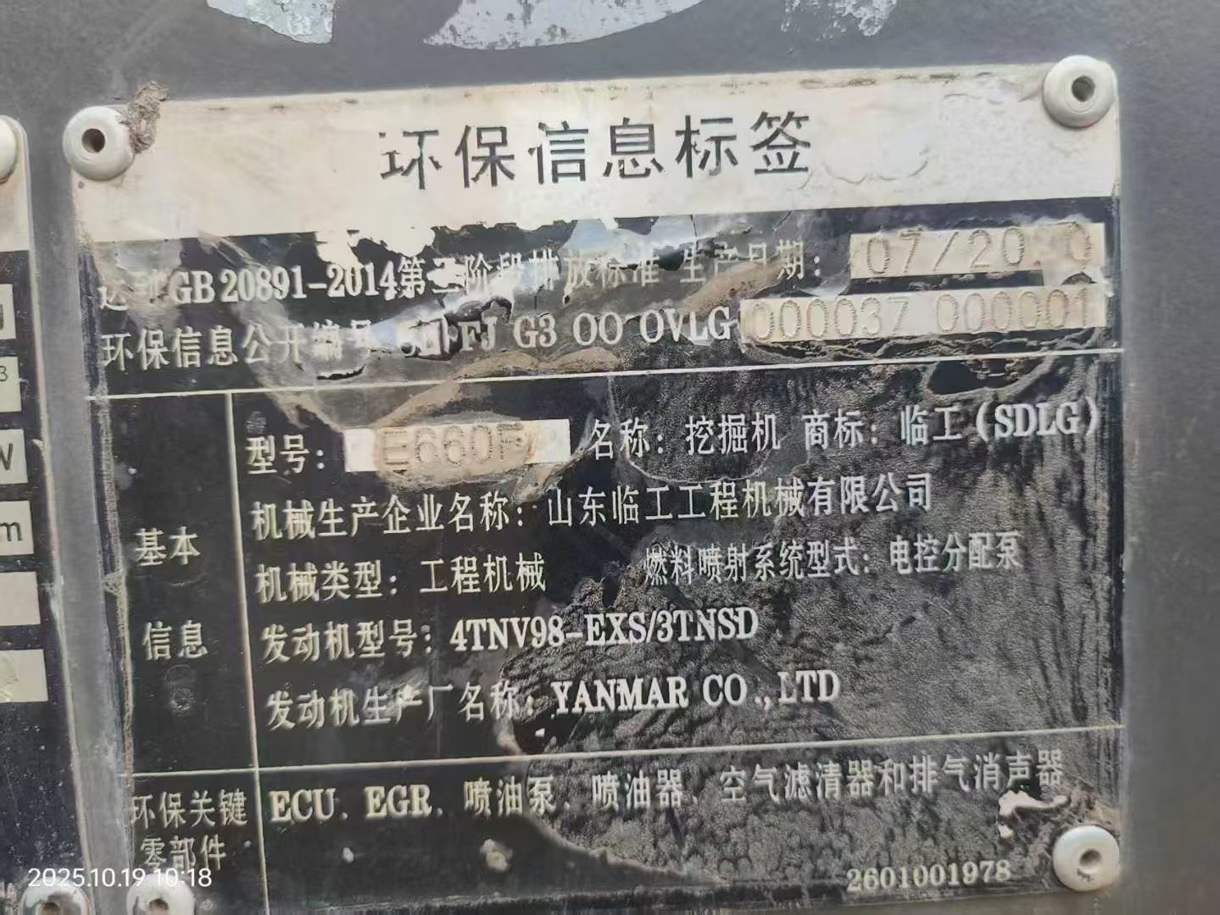 环保信息标签
达到GB 20891-2014第三阶段排放标准 生产日期：07/20
环保信息公开编号 FJ G3 OO OVLG 000037 000001
型号：E660F 名称：挖掘机 商标：临工(SDLG)
机械生产企业名称：山东临工工程机械有限公司
基本
信息
机械类型：工程机械 燃料喷射系统型式：电控分配泵
发动机型号：4TNV98-EXS/3TNSD
发动机生产厂名称：YANMAR CO.,LTD
环保关键
零部件
ECU、EGR、喷油泵、喷油器、空气滤清器和排气消声器
2601001978
2025.10.19 10:18
3
W
m